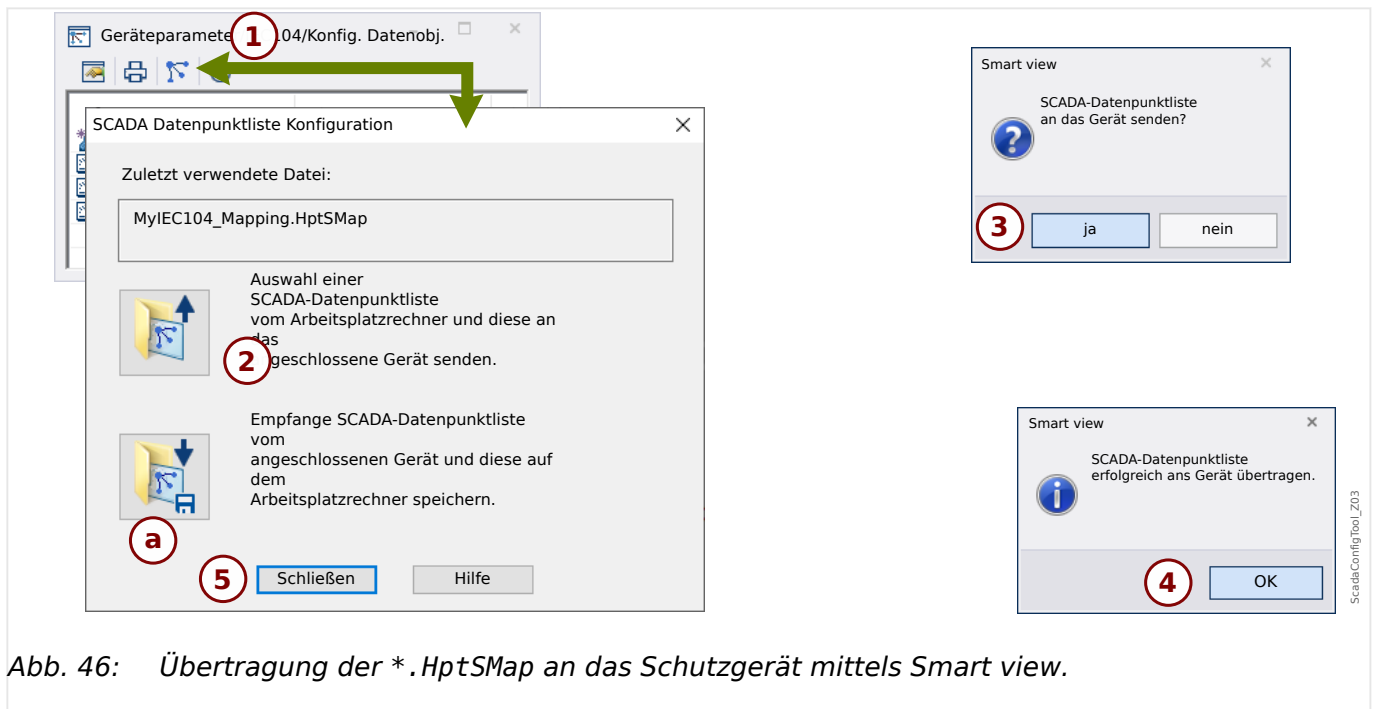 Geräteparamete 1 04/Konfig. Datenobj.
SCADA Datenpunktliste Konfiguration
Zuletzt verwendete Datei:
MyIEC104_Mapping.HptSMap
Auswahl einer
SCADA-Datenpunktliste
vom Arbeitsplatzrechner und diese an
das
2 geschlossene Gerät senden.
Empfange SCADA-Datenpunktliste
vom
angeschlossenen Gerät und diese auf
dem
Arbeitsplatzrechner speichern.
a
5 Schließen Hilfe
Smart view
SCADA-Datenpunktliste
an das Gerät senden?
3 ja nein
Smart view
SCADA-Datenpunktliste
erfolgreich ans Gerät übertragen.
4 OK
ScadaConfigTool_Z03
Abb. 46: Übertragung der *.HptSMap an das Schutzgerät mittels Smart view.